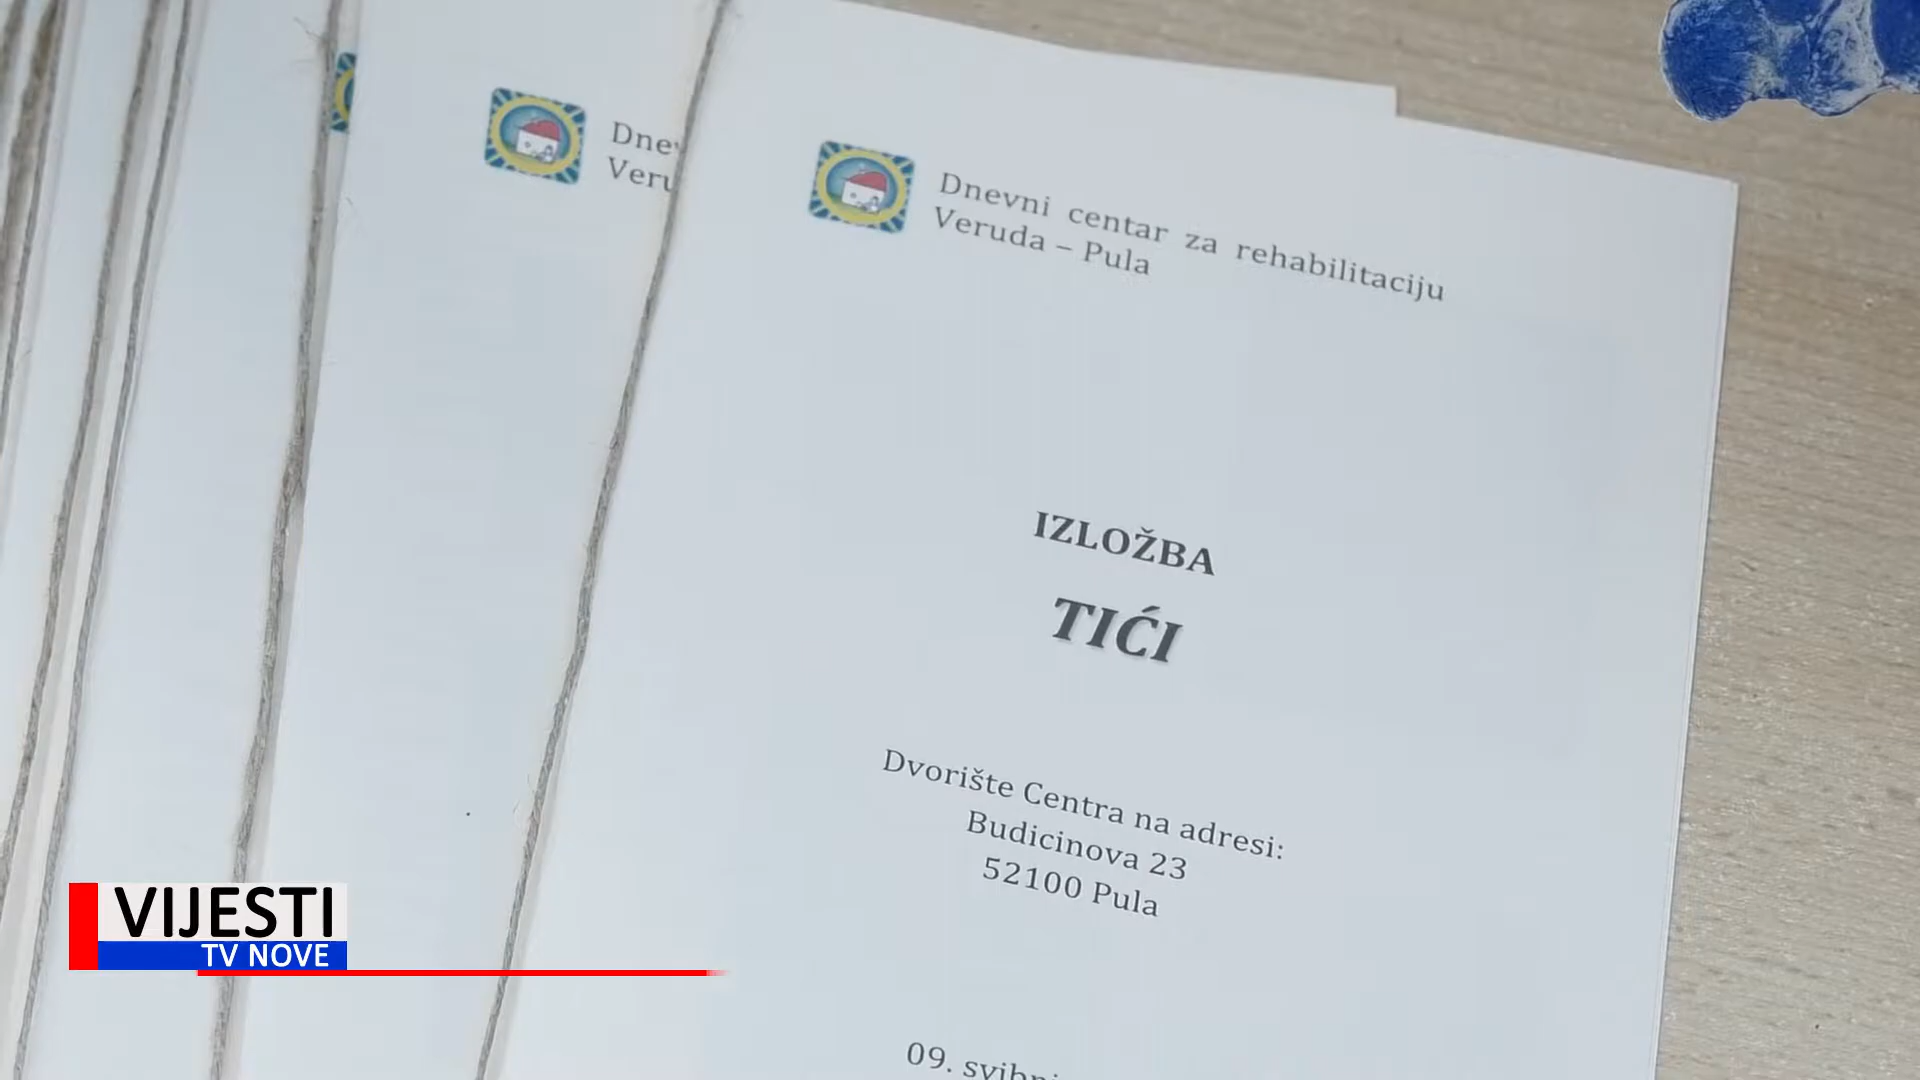 Dnevni centar za rehabilitaciju
Veruda – Pula
IZLOŽBA
TIĆI
Dvorište Centra na adresi:
Budicinova 23
52100 Pula
09.
VIJESTI
TV NOVE